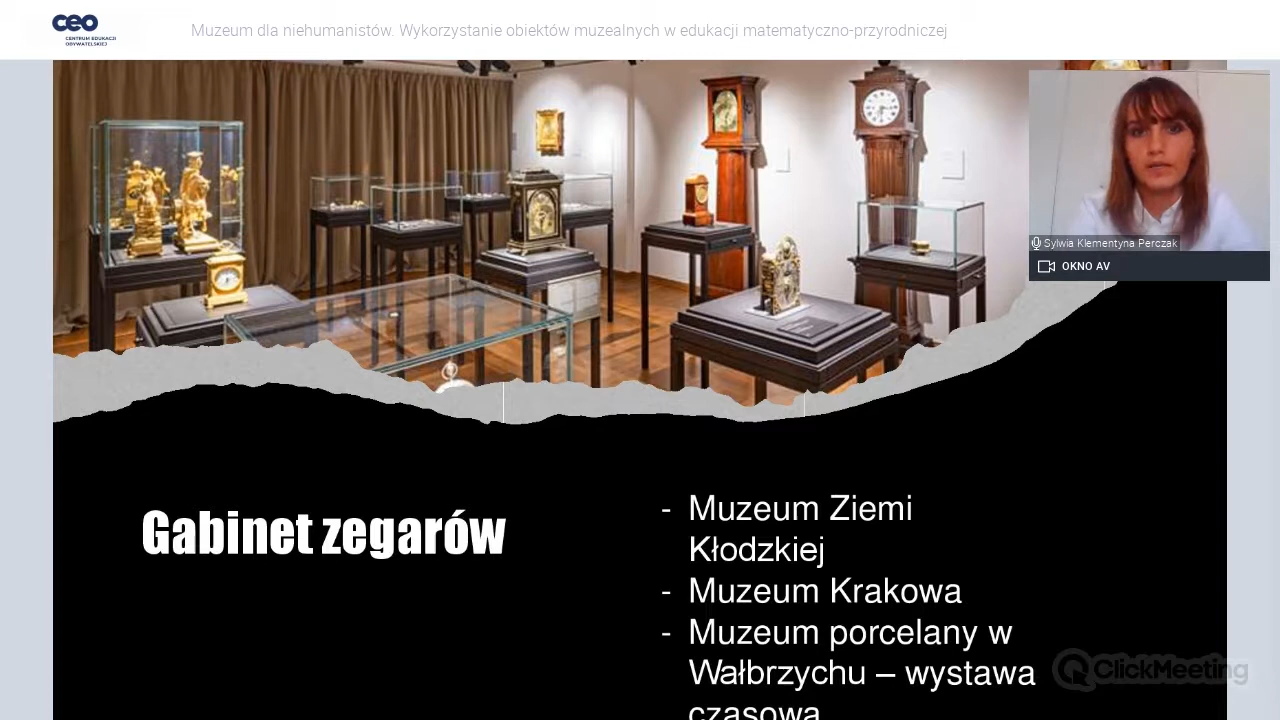 ceo
CENTRUM EDUKACJI
OBYWATELSKIEJ
Muzeum dla niehumanistów. Wykorzystanie obiektów muzealnych w edukacji matematyczno-przyrodniczej
Sylwia Klementyna Perczak
OKNO AV
Gabinet zegarów
- Muzeum Ziemi
Kłodzkiej
- Muzeum Krakowa
- Muzeum porcelany w
Wałbrzychu – wystawa
czasowa
ClickMeeting